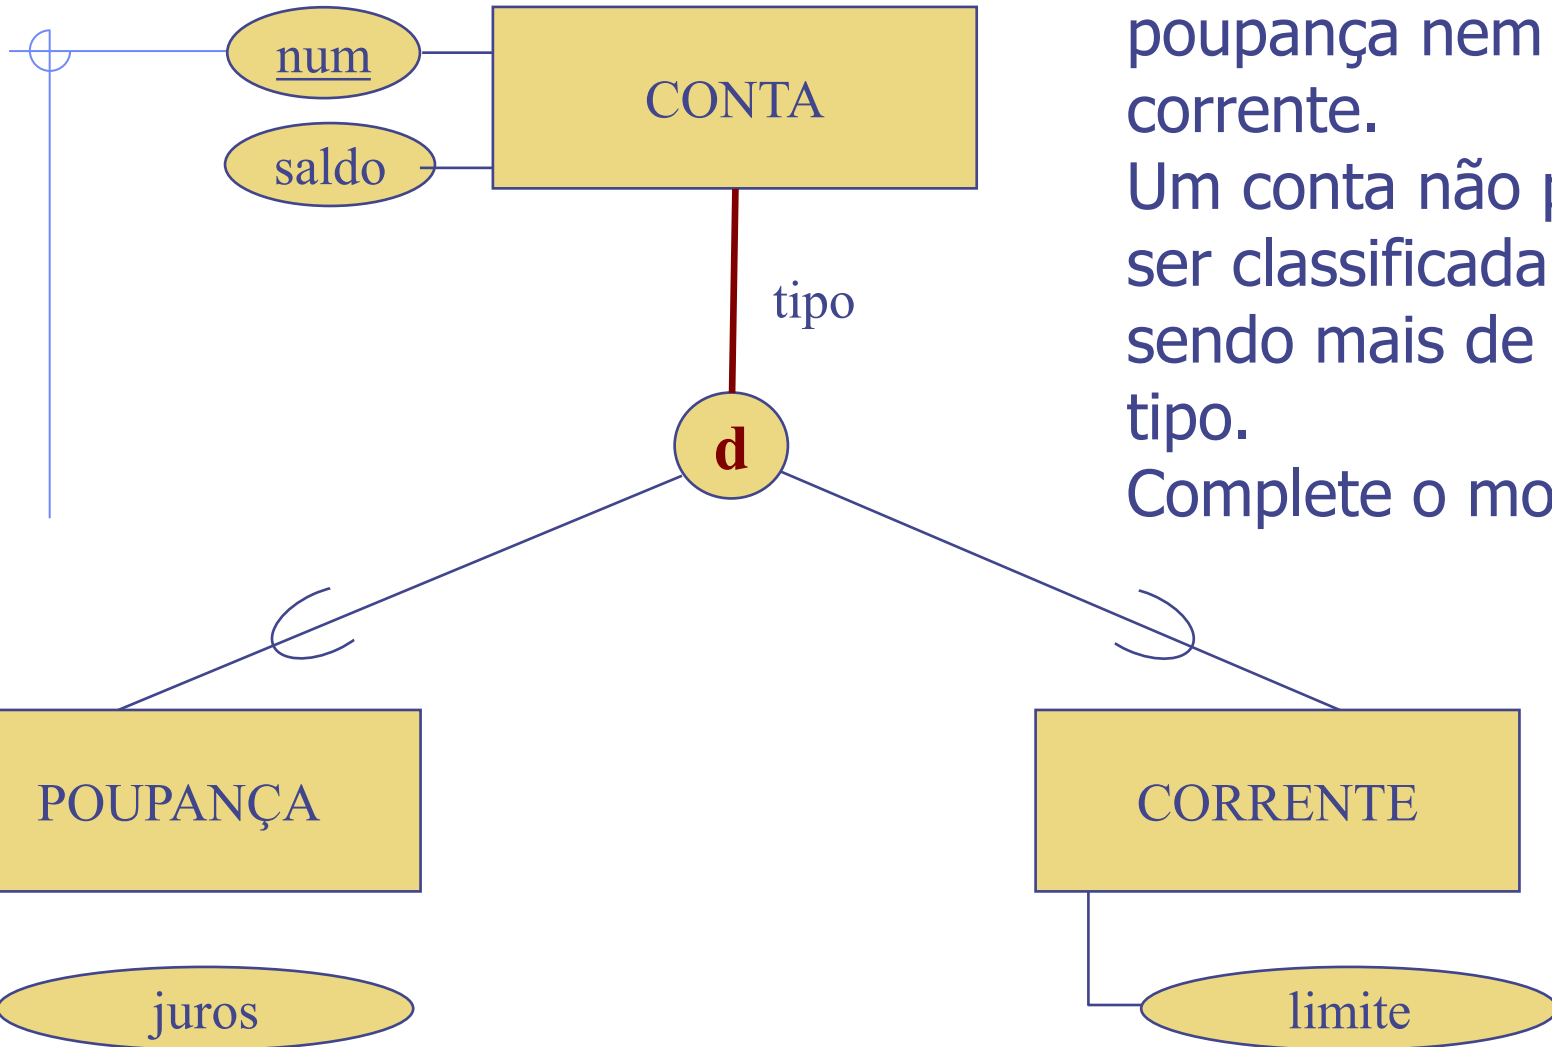 num
saldo
CONTA
tipo
d
POUPANÇA
CORRENTE
juros
limite
poupança nem
corrente.
Um conta não
ser classificada
sendo mais de
tipo.
Complete o